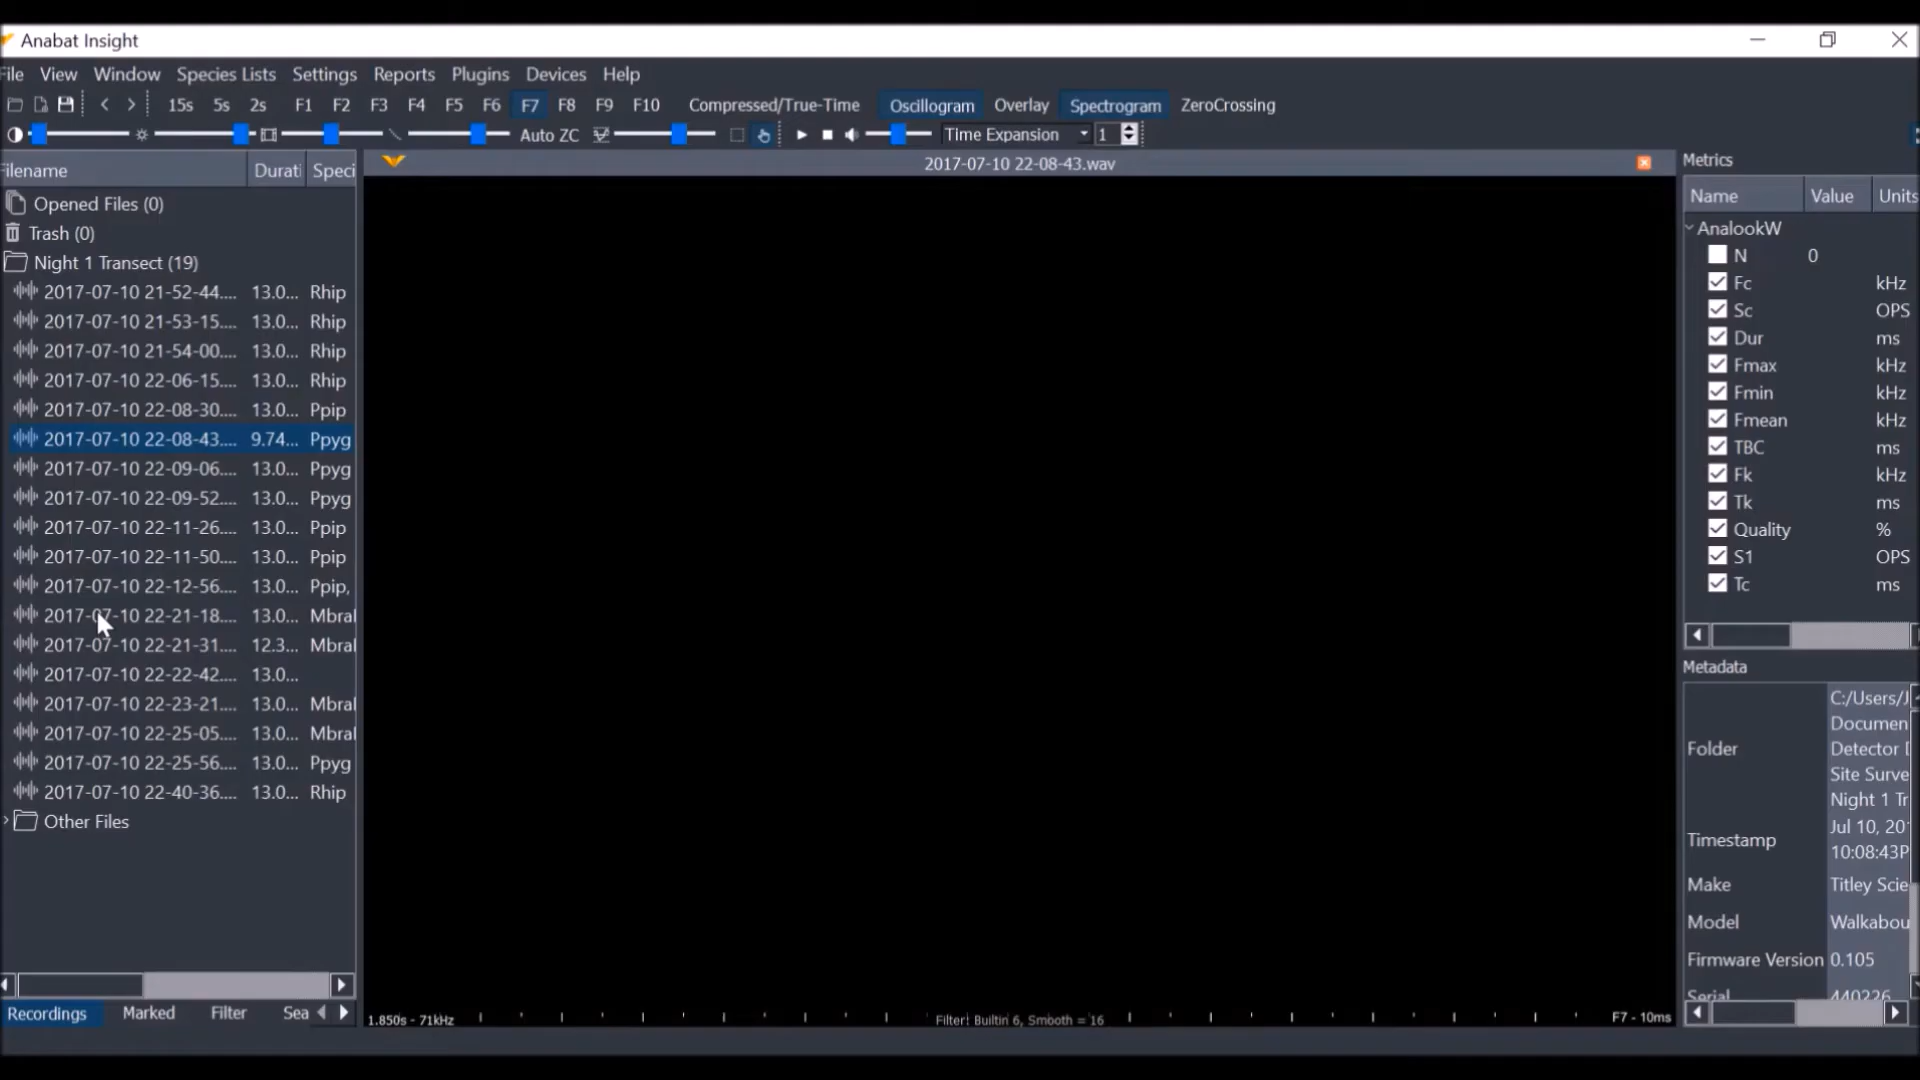 Anabat Insight
File View Window Species Lists Settings Reports Plugins Devices Help
15s 5s 2s F1 F2 F3 F4 F5 F6 F7 F8 F9 F10 Compressed/True-Time Oscillogram Overlay Spectrogram ZeroCrossing
Auto ZC Time Expansion 1
Filename Durati Speci
2017-07-10 22-08-43.wav
Opened Files (0)
Trash (0)
Night 1 Transect (19)
2017-07-10 21-52-44.... 13.0... Rhip
2017-07-10 21-53-15.... 13.0... Rhip
2017-07-10 21-54-00.... 13.0... Rhip
2017-07-10 22-06-15.... 13.0... Rhip
2017-07-10 22-08-30.... 13.0... Ppip
2017-07-10 22-08-43.... 9.74... Ppyg
2017-07-10 22-09-06.... 13.0... Ppyg
2017-07-10 22-09-52.... 13.0... Ppyg
2017-07-10 22-11-26.... 13.0... Ppip
2017-07-10 22-11-50.... 13.0... Ppip
2017-07-10 22-12-56.... 13.0... Ppip,
2017-07-10 22-21-18.... 13.0... Mbra
2017-07-10 22-21-31.... 12.3... Mbra
2017-07-10 22-22-42.... 13.0...
2017-07-10 22-23-21.... 13.0... Mbra
2017-07-10 22-25-05.... 13.0... Mbra
2017-07-10 22-25-56.... 13.0... Ppyg
2017-07-10 22-40-36.... 13.0... Rhip
Other Files
Recordings Marked Filter Sea
1.850s - 71kHz Filter: Builtin 6, Smooth = 16 F7 - 10ms
Metrics
Name Value Units
AnalookW
N 0
Fc kHz
Sc OPS
Dur ms
Fmax kHz
Fmin kHz
Fmean kHz
TBC ms
Fk kHz
Tk ms
Quality %
S1 OPS
Tc ms
Metadata
Folder C:/Users/J
Documen
Detector
Site Surve
Night 1 Tr
Timestamp Jul 10, 20
10:08:43P
Make Titley Scie
Model Walkabou
Firmware Version 0.105
Serial 440226